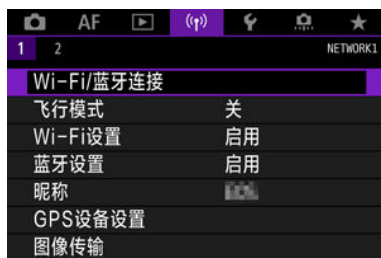 AF
1 2 NETWORK1
Wi-Fi/蓝牙连接
飞行模式 关
Wi-Fi设置 启用
蓝牙设置 启用
昵称
GPS设备设置
图像传输